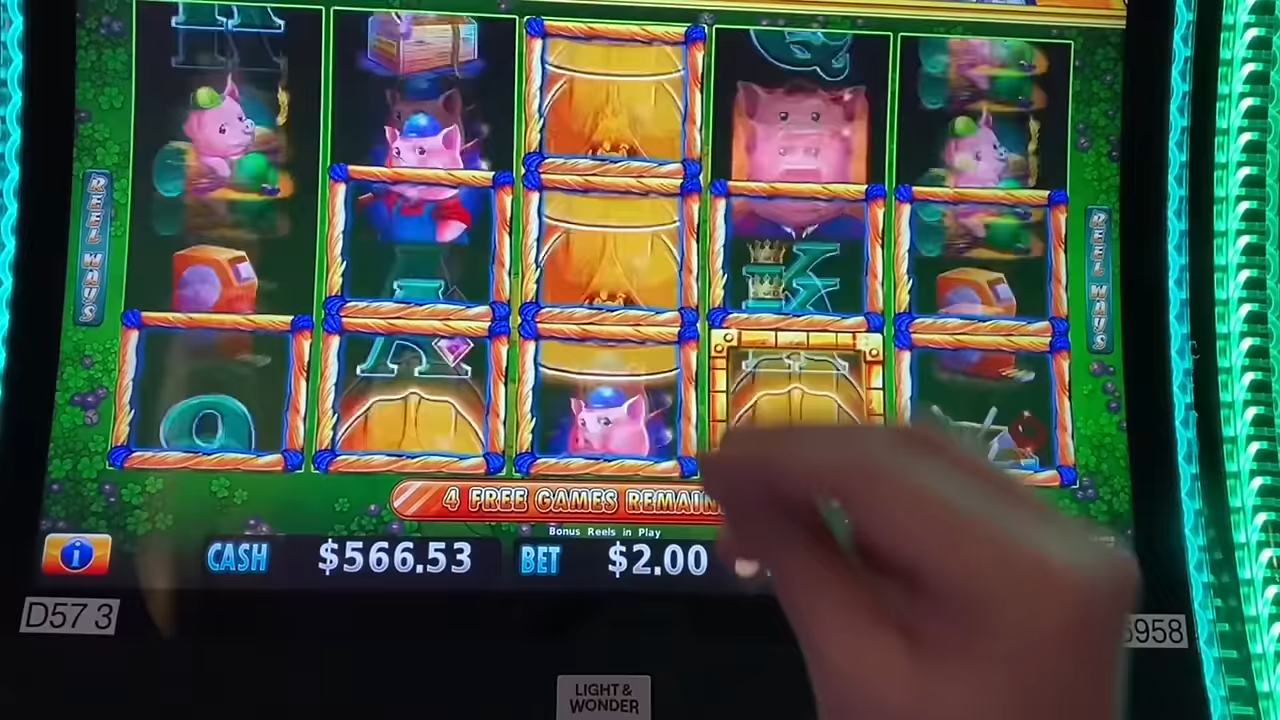 K
Q
REEL WAYS
REEL WAYS
K
A
Q
4 FREE GAMES REMAIN
Bonus Reels in Play
CASH $566.53 BET $2.00
D57 3
6958
LIGHT &
WONDER